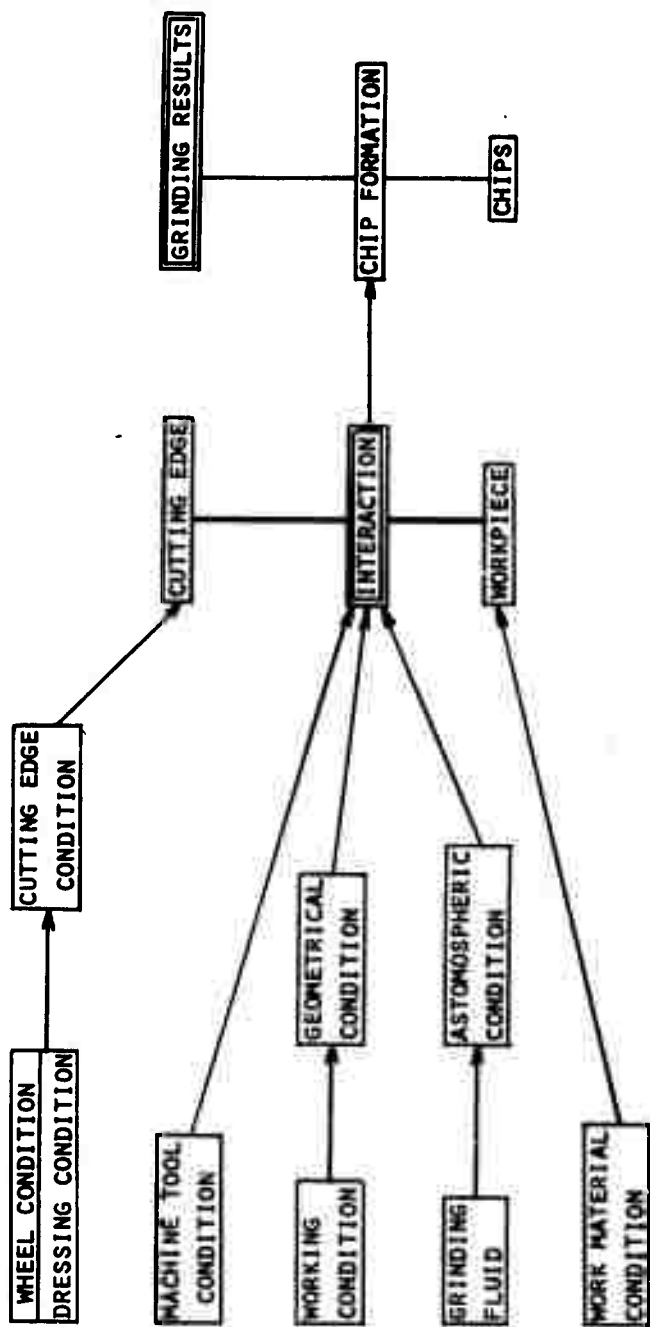 WHEEL CONDITION
DRESSING CONDITION
CUTTING EDGE
CONDITION
CUTTING EDGE
GRINDING RESULTS
MACHINE TOOL
CONDITION
WORKING
CONDITION
GEOMETRICAL
CONDITION
INTERACTION
CHIP FORMATION
GRINDING
FLUID
ASTOMOSPHERIC
CONDITION
WORK MATERIAL
CONDITION
WORKPIECE
CHIPS